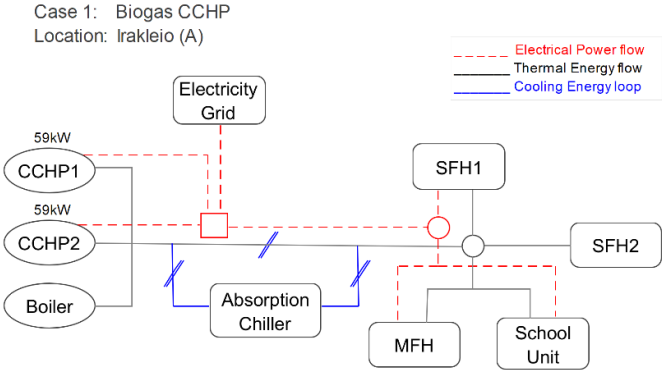 Case 1: Biogas CCHP
Location: Irakleio (A)
Electrical Power flow
Thermal Energy flow
Cooling Energy loop
Electricity
Grid
59kW
CCHP1
SFH1
59kW
CCHP2
SFH2
Boiler
Absorption
Chiller
MFH
School
Unit